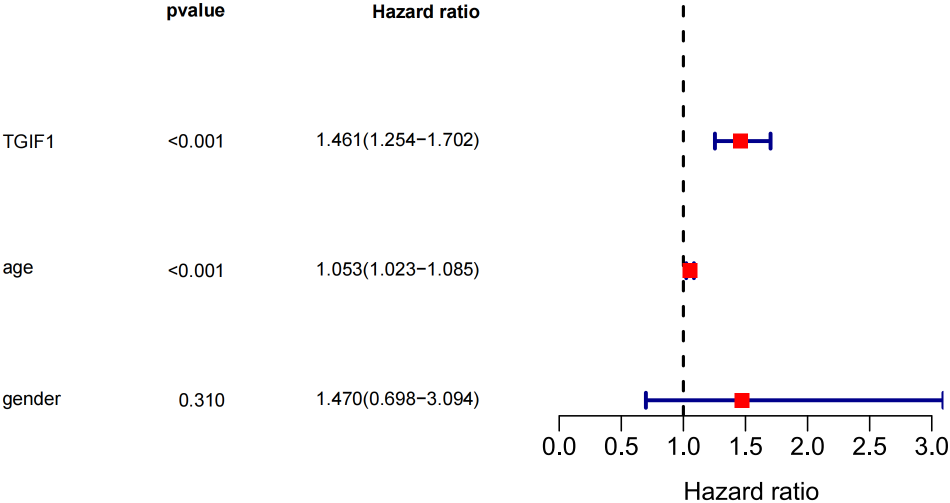 pvalue Hazard ratio
TGIF1 <0.001 1.461(1.254−1.702)
age <0.001 1.053(1.023−1.085)
gender 0.310 1.470(0.698−3.094)
0.0 0.5 1.0 1.5 2.0 2.5 3.0
Hazard ratio